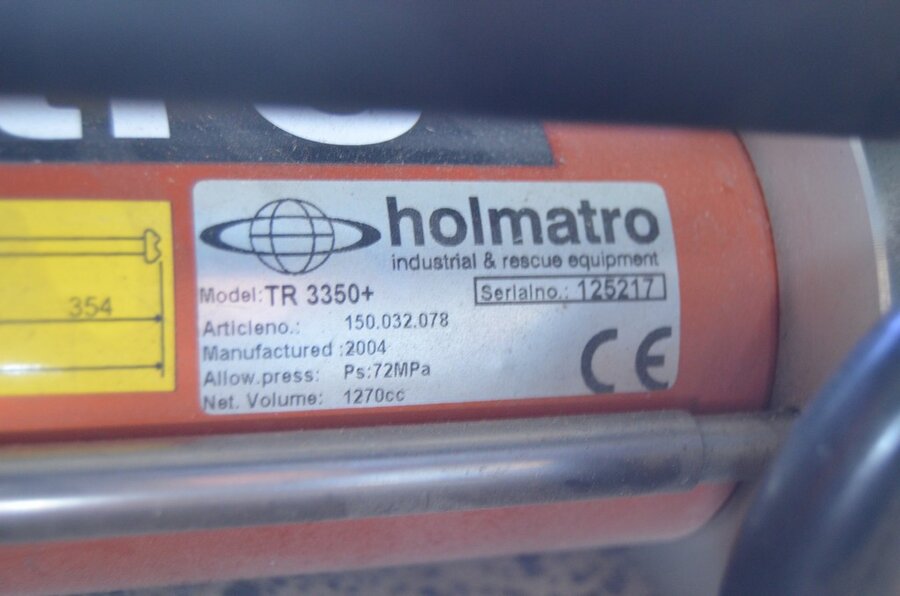 holmatro
industrial & rescue equipment
Model: TR 3350+
Serialno.: 125217
Articleno.: 150.032.078
Manufactured :2004
Allow.press: Ps:72MPa
Net. Volume: 1270cc
CE
354